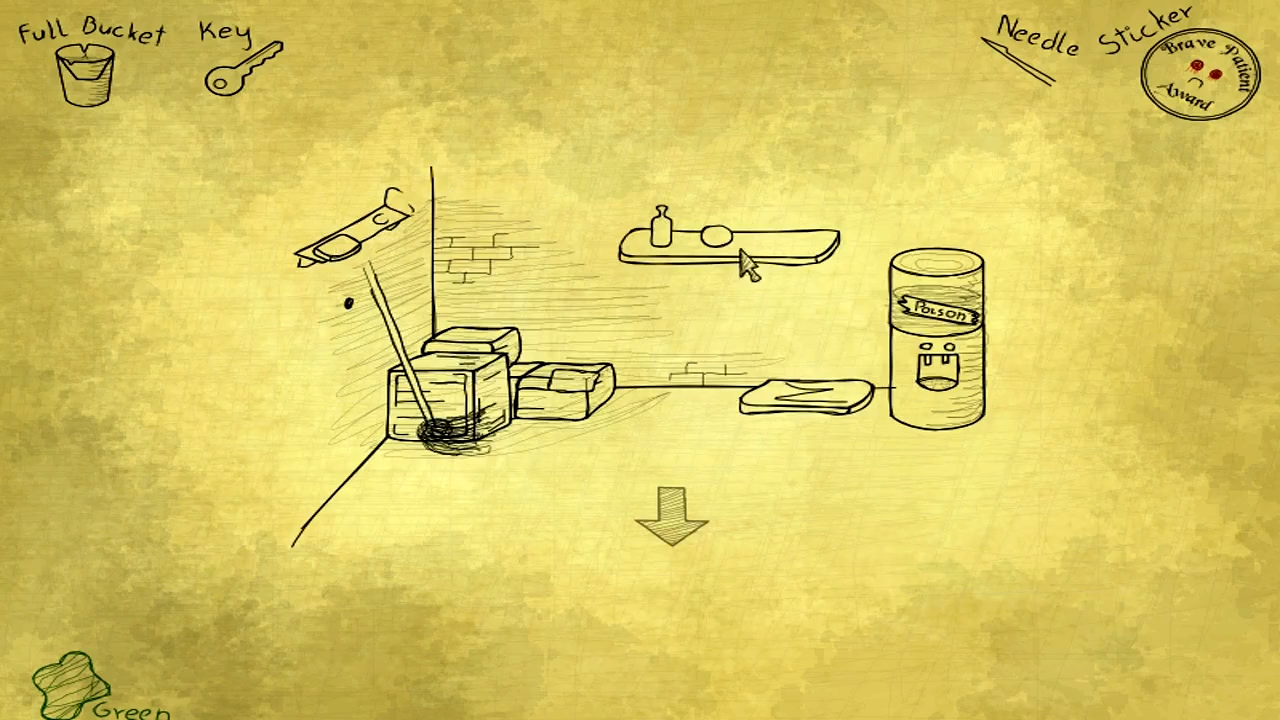 Full Bucket
Key
Needle
Sticker
Brave Patient
Award
Poison
Green